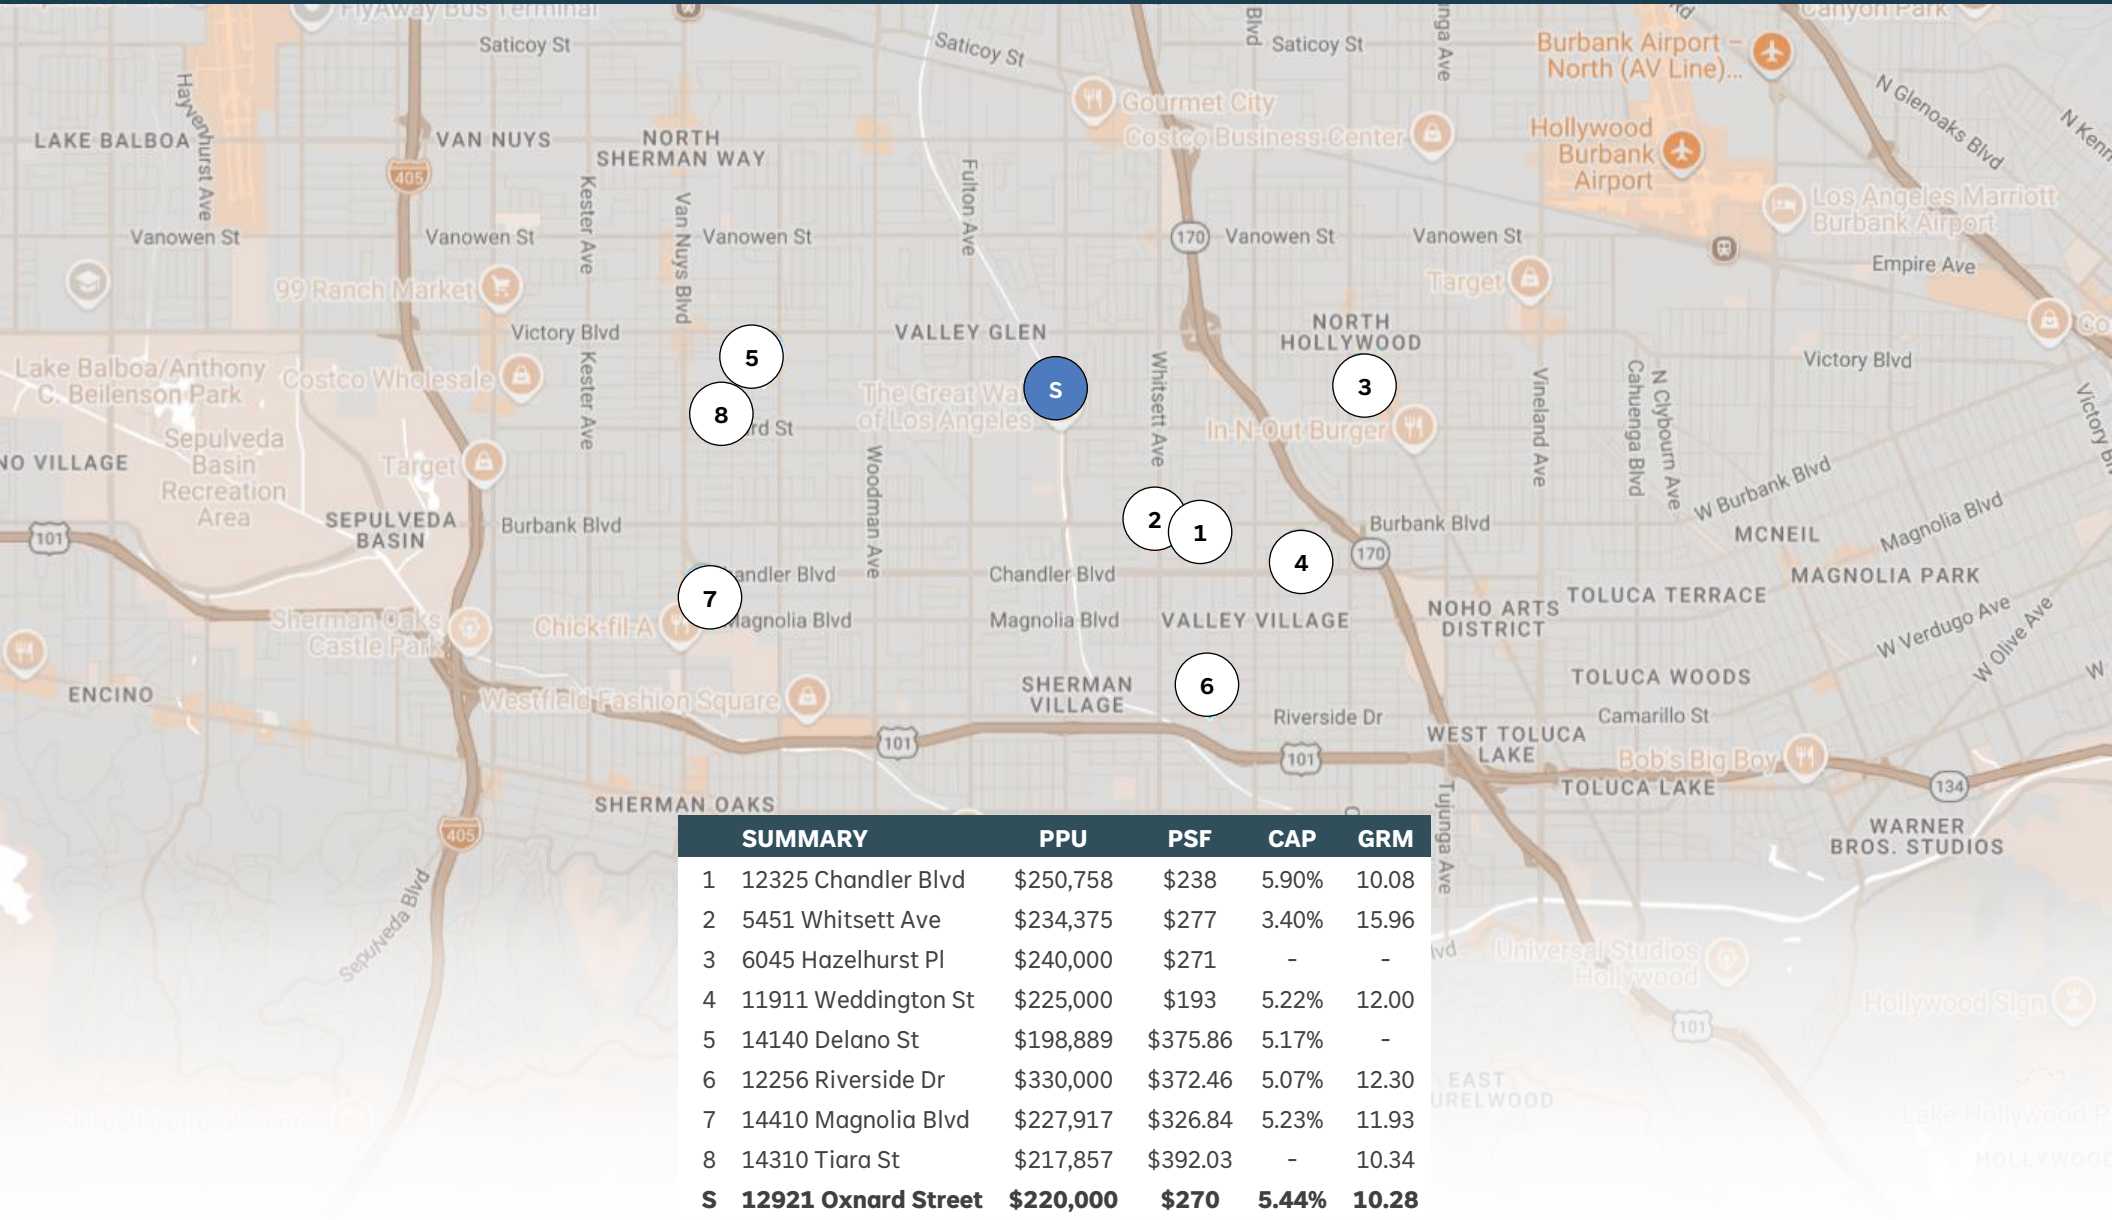 FlyAway Bus Terminal
Canyon Park
Saticoy St
Saticoy St
Blvd
Saticoy St
Burbank Airport –
North (AV Line)...
N Glenoaks Blvd
Hayvenhurst Ave
Gourmet City
Costco Business Center
Hollywood
Burbank
Airport
LAKE BALBOA
VAN NUYS
NORTH
SHERMAN WAY
405
Kester Ave
Van Nuys Blvd
Fulton Ave
Los Angeles Marriott
Burbank Airport
Vanowen St
Vanowen St
Vanowen St
170
Vanowen St
Vanowen St
Empire Ave
99 Ranch Market
Target
Victory Blvd
VALLEY GLEN
NORTH
HOLLYWOOD
Victory Blvd
5
Lake Balboa/Anthony
C. Beilenson Park
Costco Wholesale
Kester Ave
8
rd St
The Great Wa
of Los Angeles
S
Whitsett Ave
3
In-N-Out Burger
Vineland Ave
Cahuenga Blvd
N Clybourn Ave
Sepulveda
Basin
Recreation
Area
NO VILLAGE
Target
Woodman Ave
W Burbank Blvd
Magnolia Blvd
101
SEPULVEDA
BASIN
Burbank Blvd
2
1
4
Burbank Blvd
170
MCNEIL
MAGNOLIA PARK
7
andler Blvd
Chandler Blvd
TOLUCA TERRACE
Sherman Oaks
Castle Park
Chick-fil-A
agnolia Blvd
Magnolia Blvd
VALLEY VILLAGE
NOHO ARTS
DISTRICT
W Verdugo Ave
W Olive Ave
W
ENCINO
Westfield Fashion Square
SHERMAN
VILLAGE
6
TOLUCA WOODS
Riverside Dr
Camarillo St
101
101
WEST TOLUCA
LAKE
Bob's Big Boy
TOLUCA LAKE
134
SHERMAN OAKS
Tujunga Ave
405
WARNER
BROS. STUDIOS
Sepulveda Blvd
SUMMARY PPU PSF CAP GRM
1 12325 Chandler Blvd $250,758 $238 5.90% 10.08
2 5451 Whitsett Ave $234,375 $277 3.40% 15.96
3 6045 Hazelhurst Pl $240,000 $271 - -
4 11911 Weddington St $225,000 $193 5.22% 12.00
5 14140 Delano St $198,889 $375.86 5.17% -
6 12256 Riverside Dr $330,000 $372.46 5.07% 12.30
7 14410 Magnolia Blvd $227,917 $326.84 5.23% 11.93
8 14310 Tiara St $217,857 $392.03 - 10.34
S 12921 Oxnard Street $220,000 $270 5.44% 10.28
Universal Studios
Hollywood
Hollywood Sign
101
EAST
URELWOOD
Skirball Cultural Center
Lake Hollywood P
HOLLYWOOD